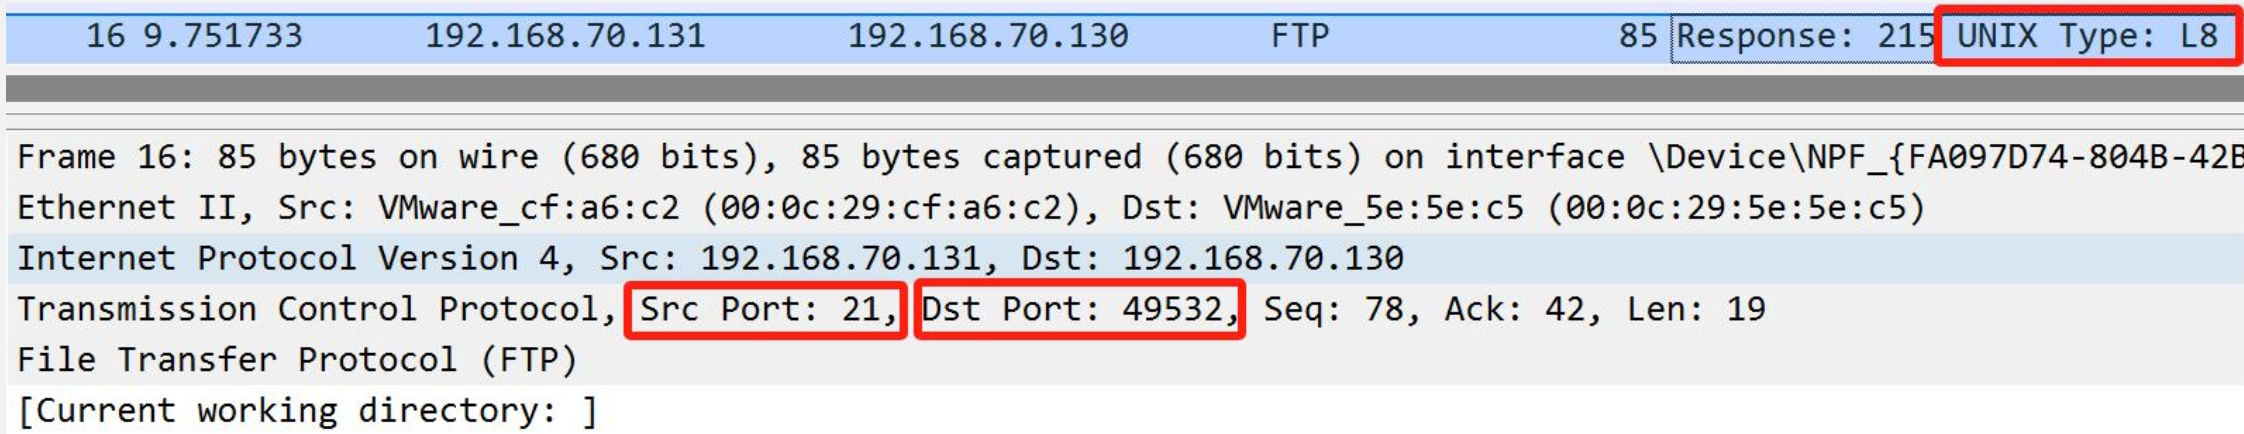 16 9.751733 192.168.70.131 192.168.70.130 FTP 85 Response: 215 UNIX Type: L8
Frame 16: 85 bytes on wire (680 bits), 85 bytes captured (680 bits) on interface \Device\NPF_{FA097D74-804B-42B
Ethernet II, Src: VMware_cf:a6:c2 (00:0c:29:cf:a6:c2), Dst: VMware_5e:5e:c5 (00:0c:29:5e:5e:c5)
Internet Protocol Version 4, Src: 192.168.70.131, Dst: 192.168.70.130
Transmission Control Protocol, Src Port: 21, Dst Port: 49532, Seq: 78, Ack: 42, Len: 19
File Transfer Protocol (FTP)
[Current working directory: ]